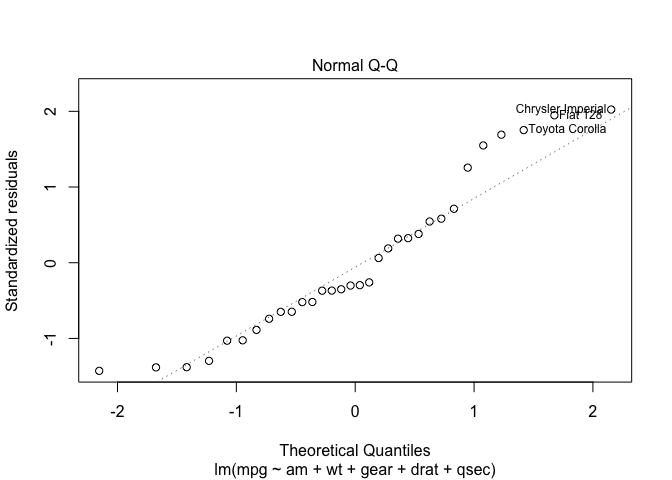 Normal Q-Q
Standardized residuals
2
1
0
-1
Chrysler Imperial
Fiat 128
Toyota Corolla
-2
-1
0
1
2
Theoretical Quantiles
lm(mpg ~ am + wt + gear + drat + qsec)